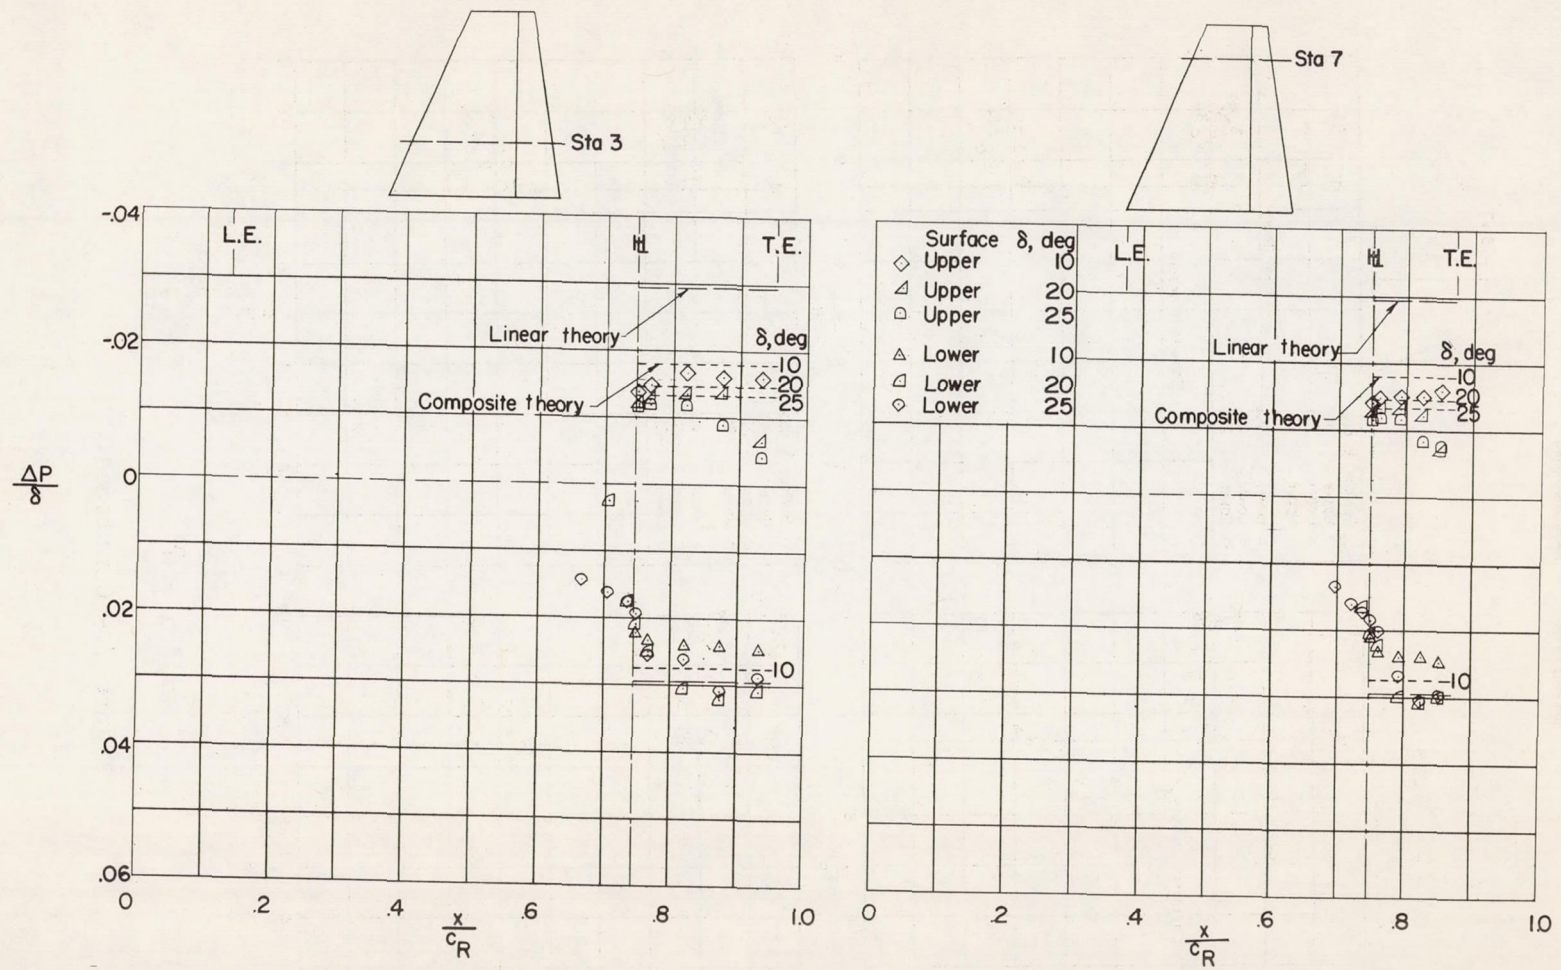 Sta 3
-.04
L.E.
HL
T.E.
Linear theory
-.02
δ, deg
10
20
25
Composite theory
ΔP
δ
0
.02
10
.04
.06
0
.2
.4
.6
.8
1.0
x
cR
Sta 7
Surface δ, deg
Upper 10
Upper 20
Upper 25
Lower 10
Lower 20
Lower 25
L.E.
HL
T.E.
Linear theory
δ, deg
10
20
25
Composite theory
10
0
.2
.4
.6
.8
1.0
x
cR